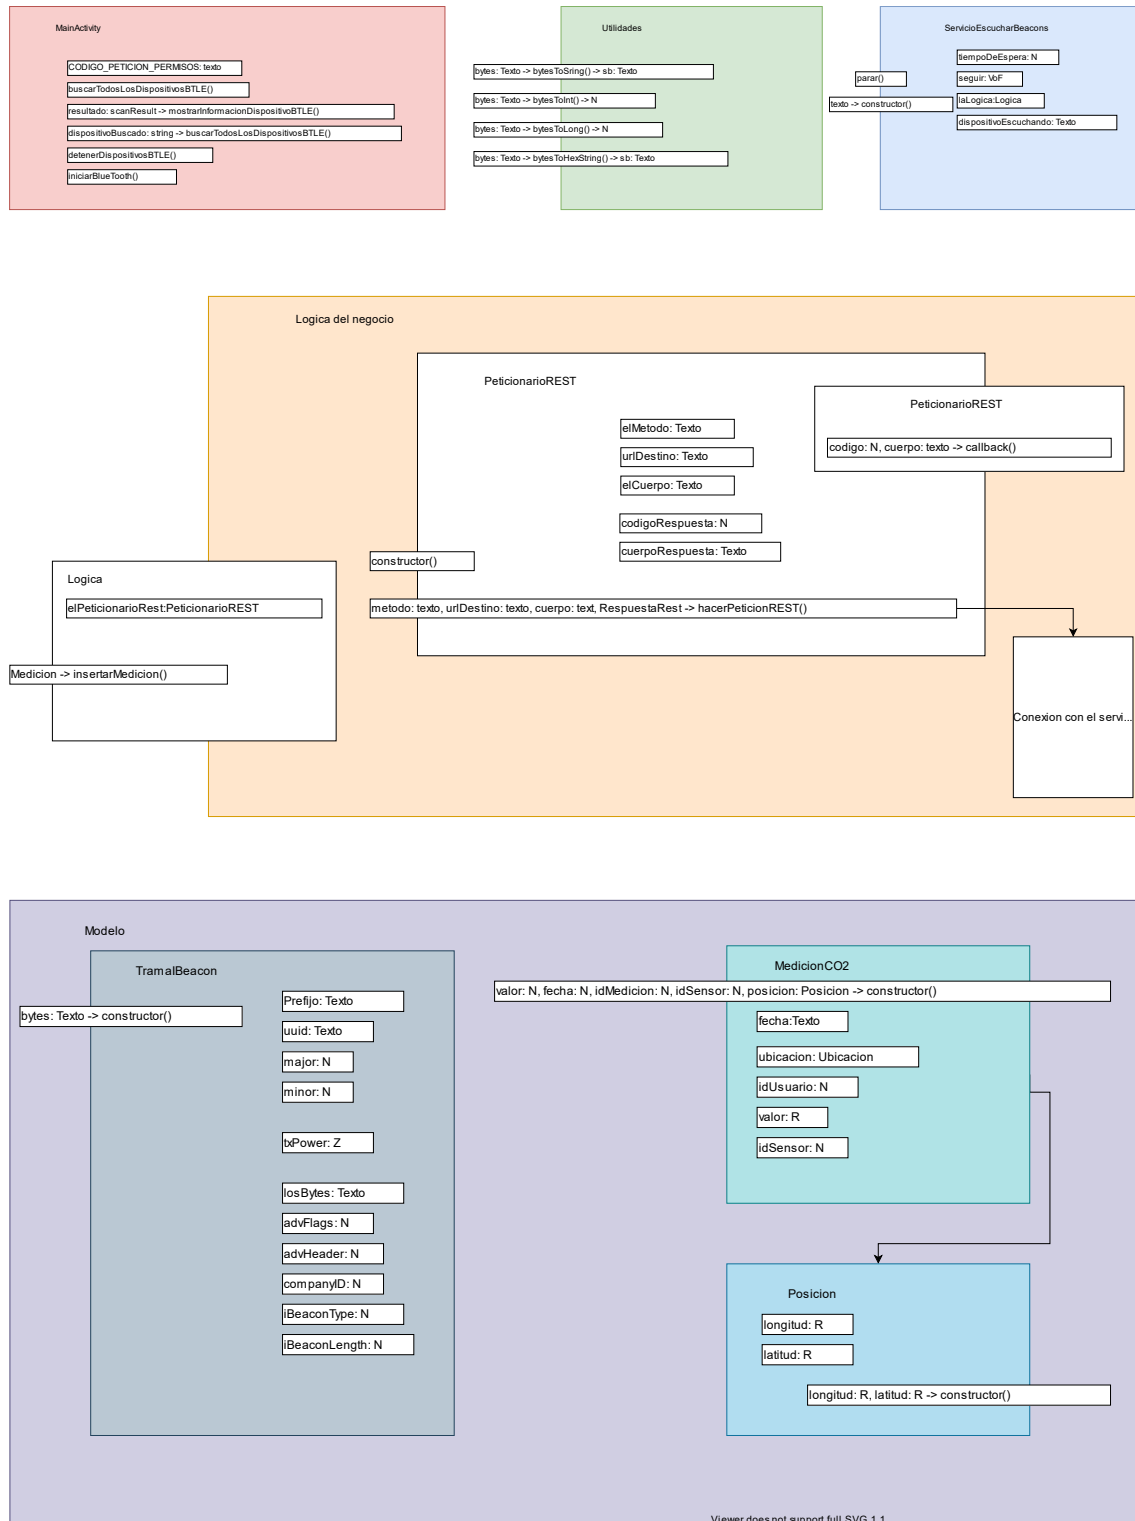 MainActivity
CODIGO_PETICION_PERMISOS: texto
buscarTodosLosDispositivosBTLE()
resultado: scanResult -> mostrarInformacionDispositivoBTLE()
dispositivoBuscado: string -> buscarTodosLosDispositivosBTLE()
detenerDispositivosBTLE()
iniciarBlueTooth()
Utilidades
bytes: Texto -> bytesToSring() -> sb: Texto
bytes: Texto -> bytesToInt() -> N
bytes: Texto -> bytesToLong() -> N
bytes: Texto -> bytesToHexString() -> sb: Texto
ServicioEscucharBeacons
tiempoDeEspera: N
parar()
seguir: VoF
texto -> constructor()
laLogica:Logica
dispositivoEscuchando: Texto
Logica del negocio
PeticionarioREST
elMetodo: Texto
urlDestino: Texto
elCuerpo: Texto
codigoRespuesta: N
cuerpoRespuesta: Texto
constructor()
metodo: texto, urlDestino: texto, cuerpo: text, RespuestaRest -> hacerPeticionREST()
PeticionarioREST
codigo: N, cuerpo: texto -> callback()
Logica
elPeticionarioRest:PeticionarioREST
Medicion -> insertarMedicion()
Conexion con el servi...
Modelo
TramaIBeacon
bytes: Texto -> constructor()
Prefijo: Texto
uuid: Texto
major: N
minor: N
txPower: Z
losBytes: Texto
advFlags: N
advHeader: N
companyID: N
iBeaconType: N
iBeaconLength: N
MedicionCO2
valor: N, fecha: N, idMedicion: N, idSensor: N, posicion: Posicion -> constructor()
fecha:Texto
ubicacion: Ubicacion
idUsuario: N
valor: R
idSensor: N
Posicion
longitud: R
latitud: R
longitud: R, latitud: R -> constructor()
Viewer does not support full SVG 1.1